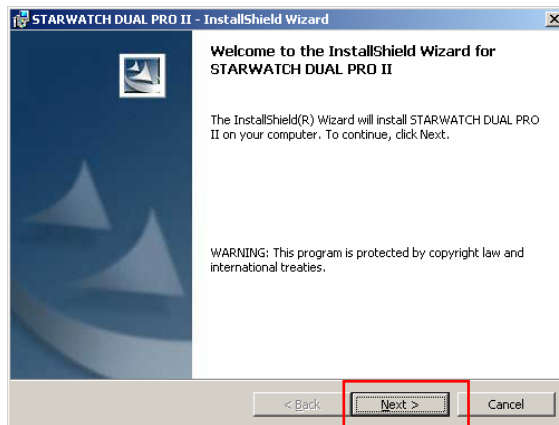 STARWATCH DUAL PRO II - InstallShield Wizard
Welcome to the InstallShield Wizard for
STARWATCH DUAL PRO II
The InstallShield(R) Wizard will install STARWATCH DUAL PRO
II on your computer. To continue, click Next.
WARNING: This program is protected by copyright law and
international treaties.
< Back
Next >
Cancel